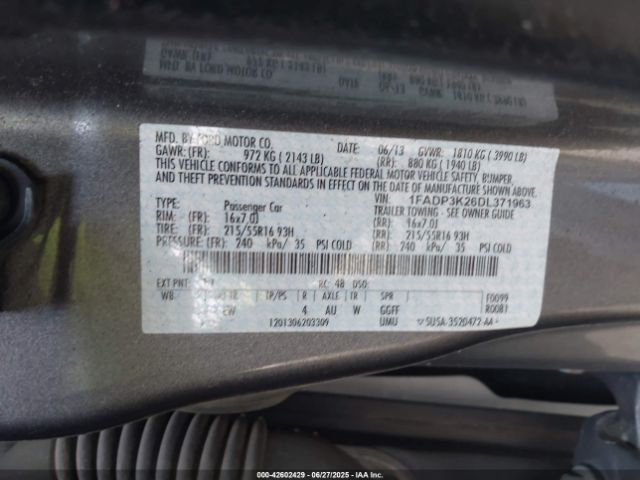 MFD. BY FORD MOTOR CO.
DATE: 06/13 GVWR: 1810 KG ( 3990 LB)
GAWR: (FR): 972 KG ( 2143 LB) (RR): 880 KG ( 1940 LB)
THIS VEHICLE CONFORMS TO ALL APPLICABLE FEDERAL MOTOR VEHICLE SAFETY, BUMPER,
AND THEFT PREVENTION STANDARDS IN EFFECT ON THE DATE OF MANUFACTURE SHOWN ABOVE.
VIN: 1FADP3K26DL371963
TYPE: Passenger Car TRAILER TOWING - SEE OWNER GUIDE
RIM: (FR): 16x7.0J (RR): 16x7.0J
TIRE: (FR): 215/55R16 93H (RR): 215/55R16 93H
PRESSURE: (FR): 240 kPa/ 35 PSI COLD (RR): 240 kPa/ 35 PSI COLD
EXT PNT: RC: 48 DSO:
WB TP/PS R AXLE TR SPR F0099
4 AU W GGFF R0081
1201306203309 UMU 5U5A-3520472-AA
000-42602429 - 06/27/2025 - IAAI.COM